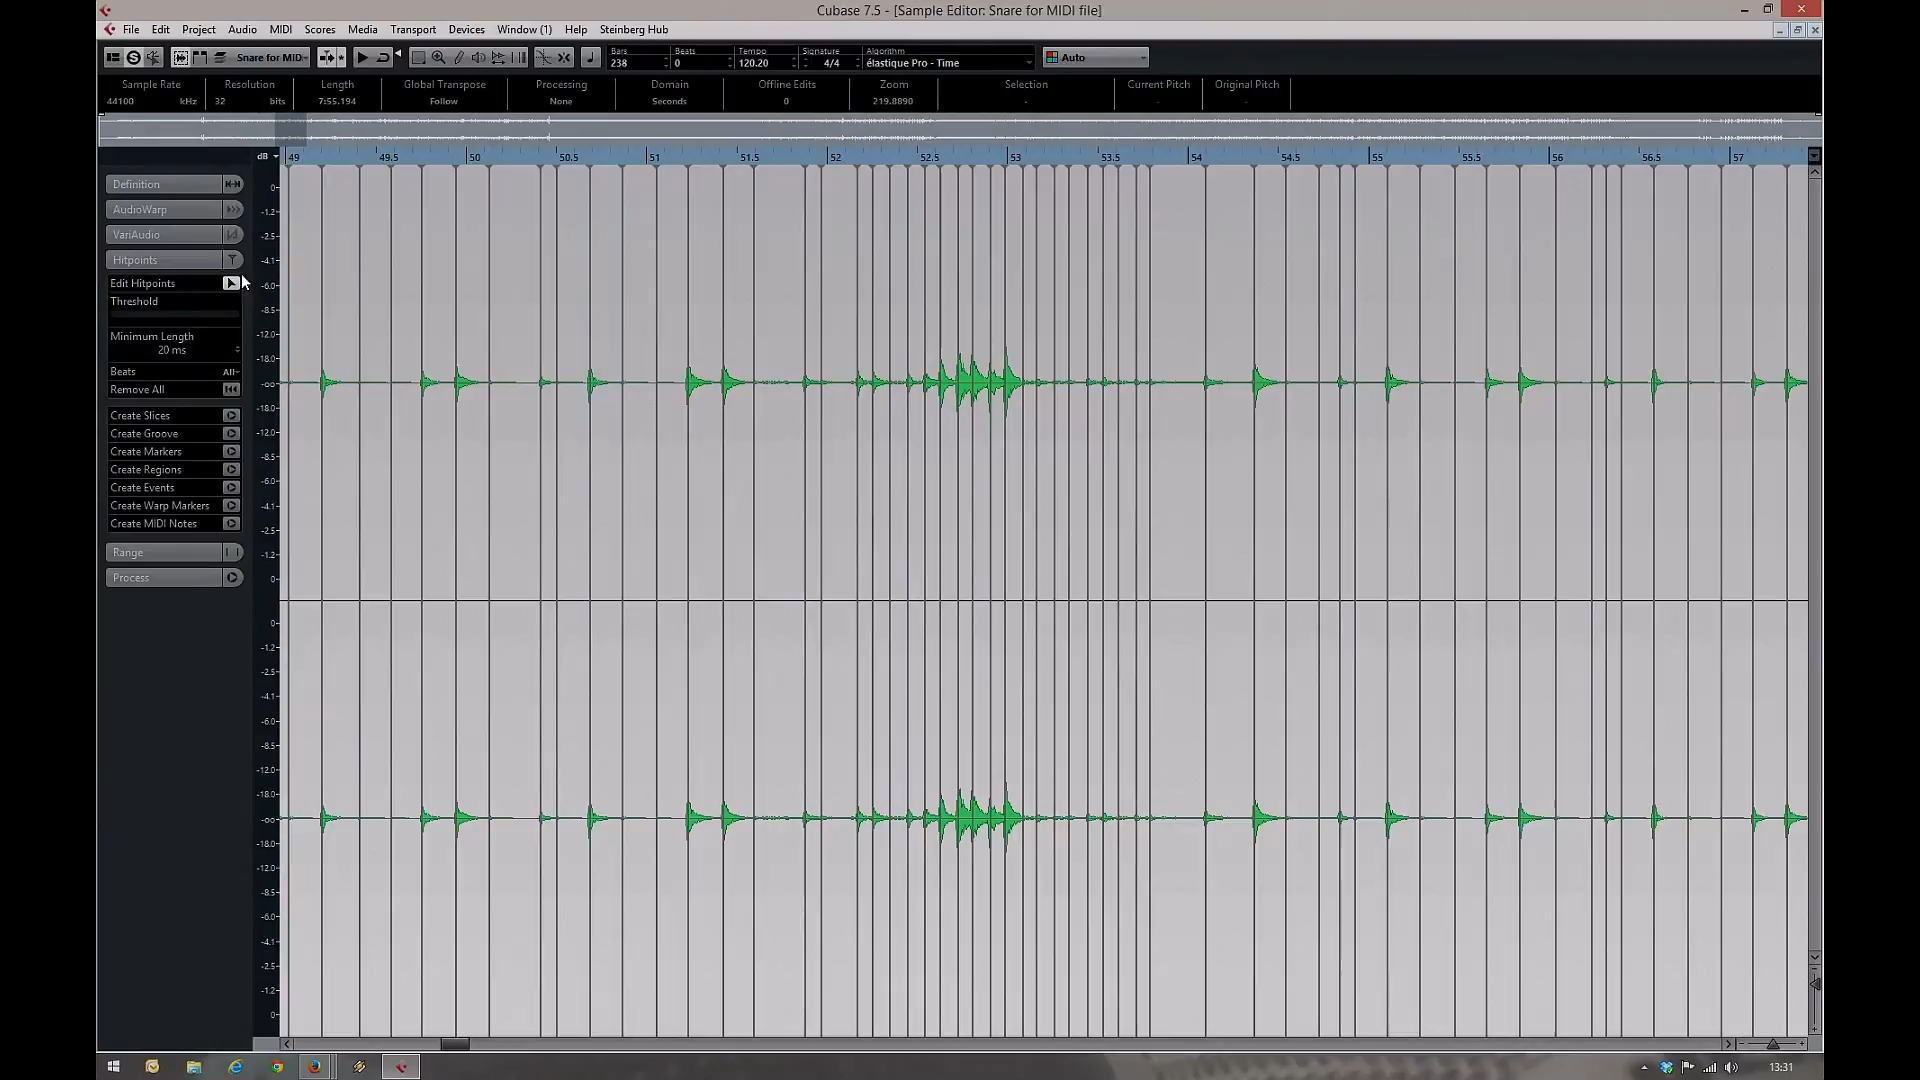 Cubase 7.5 - [Sample Editor: Snare for MIDI file]
File Edit Project Audio MIDI Scores Media Transport Devices Window (1) Help Steinberg Hub
Snare for MIDI
Bars Beats Tempo Signature Algorithm
238 0 120.20 4/4 élastique Pro - Time
Auto
Sample Rate Resolution Length Global Transpose Processing Domain Offline Edits Zoom Selection Current Pitch Original Pitch
44100 kHz 32 bits 7:55.194 Follow None Seconds 0 219.8890 - - -
dB 49 49.5 50 50.5 51 51.5 52 52.5 53 53.5 54 54.5 55 55.5 56 56.5 57
Definition
AudioWarp
VariAudio
Hitpoints
Edit Hitpoints
Threshold
Minimum Length
20 ms
Beats All
Remove All
Create Slices
Create Groove
Create Markers
Create Regions
Create Events
Create Warp Markers
Create MIDI Notes
Range
Process
0
-1.2
-2.5
-4.1
-6.0
-8.5
-12.0
-18.0
-oo
-18.0
-12.0
-8.5
-6.0
-4.1
-2.5
-1.2
0
0
-1.2
-2.5
-4.1
-6.0
-8.5
-12.0
-18.0
-oo
-18.0
-12.0
-8.5
-6.0
-4.1
-2.5
-1.2
0
13:31